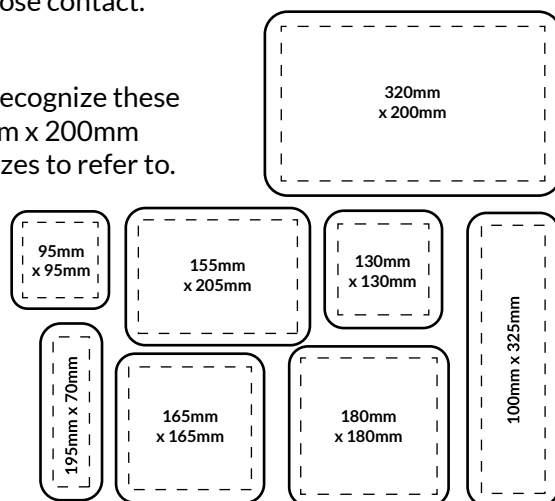 contact.
ecognize these
x 200mm
zes to refer to.
320mm
x 200mm
95mm
x 95mm
155mm
x 205mm
130mm
x 130mm
100mm x 325mm
195mm x 70mm
165mm
x 165mm
180mm
x 180mm